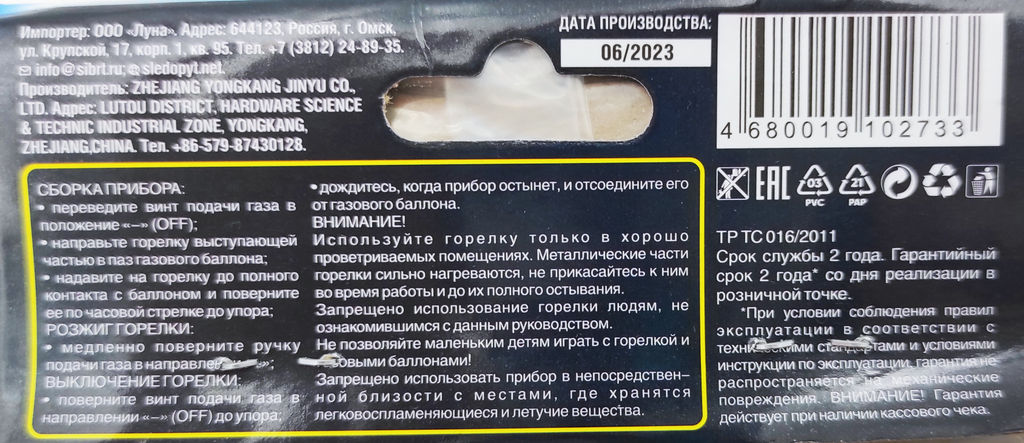 Импортер: ООО «Луна». Адрес: 644123, Россия, г. Омск,
ул. Крупской, 17, корп. 1, кв. 95. Тел. +7 (3812) 24-89-35.
info@sibrt.ru; sledopyt.net.
Производитель: ZHEJIANG YONGKANG JINYU CO.,
LTD. Адрес: LUTOU DISTRICT, HARDWARE SCIENCE
& TECHNIC INDUSTRIAL ZONE, YONGKANG,
ZHEJIANG,CHINA. Тел. +86-579-87430128.
ДАТА ПРОИЗВОДСТВА:
06/2023
4 680019 102733
СБОРКА ПРИБОРА:
• переведите винт подачи газа в
положение «–» (OFF);
• направьте горелку выступающей
частью в паз газового баллона;
• надавите на горелку до полного
контакта с баллоном и поверните
ее по часовой стрелке до упора;
РОЗЖИГ ГОРЕЛКИ:
• медленно поверните ручку
подачи газа в направле
ВЫКЛЮЧЕНИЕ ГОРЕЛКИ:
• поверните винт подачи газа в
направлении «–» (OFF) до упора;
• дождитесь, когда прибор остынет, и отсоедините его
от газового баллона.
ВНИМАНИЕ!
Используйте горелку только в хорошо
проветриваемых помещениях. Металлические части
горелки сильно нагреваются, не прикасайтесь к ним
во время работы и до их полного остывания.
Запрещено использование горелки людям, не
ознакомившимся с данным руководством.
Не позволяйте маленьким детям играть с горелкой и
овыми баллонами!
Запрещено использовать прибор в непосредствен-
ной близости с местами, где хранятся
легковоспламеняющиеся и летучие вещества.
EAC
03
PVC
21
PAP
ТР ТС 016/2011
Срок службы 2 года. Гарантийный
срок 2 года* со дня реализации в
розничной точке.
*При условии соблюдения правил
эксплуатации в соответствии с
техническими стандартами и условиями
инструкции по эксплуатации, гарантия не
распространяется на механические
повреждения. ВНИМАНИЕ! Гарантия
действует при наличии кассового чека.